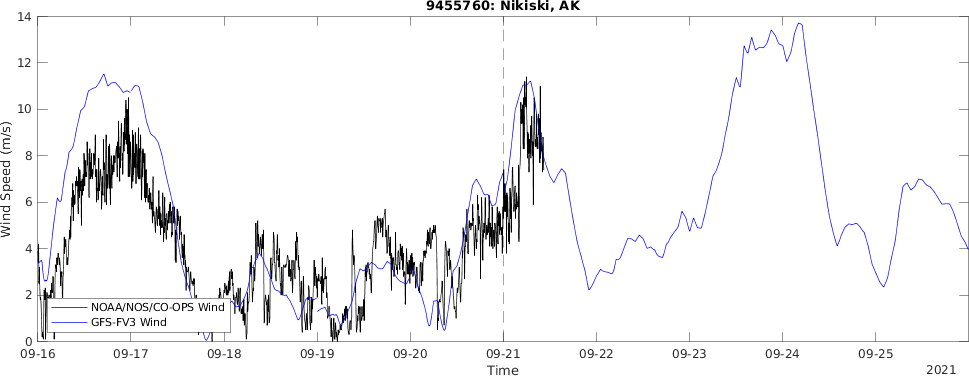 9455760: Nikiski, AK
Wind Speed (m/s)
14
12
10
8
6
4
2
0
NOAA/NOS/CO-OPS Wind
GFS-FV3 Wind
09-16 09-17 09-18 09-19 09-20 09-21 09-22 09-23 09-24 09-25
Time
2021